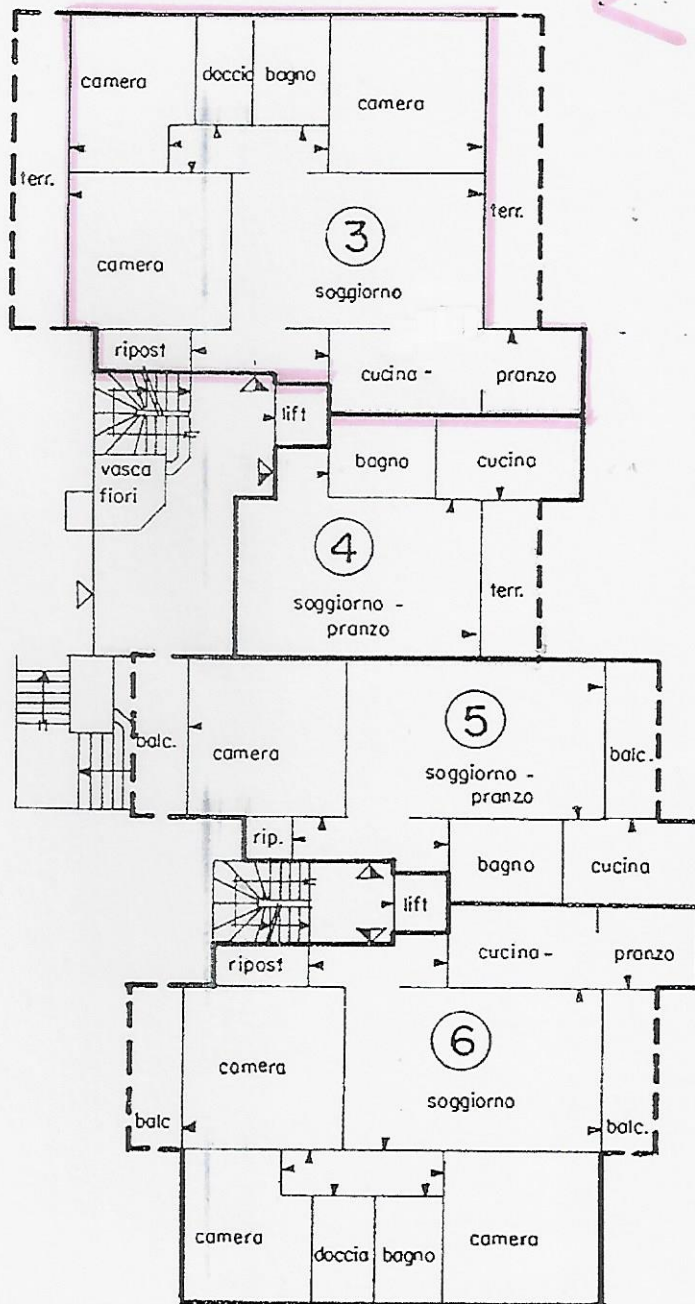 camera
doccia
bagno
camera
terr.
terr.
3
camera
soggiorno
ripost
cucina -
pranzo
lift
vasca
fiori
bagno
cucina
4
soggiorno -
pranzo
terr.
5
balc.
camera
soggiorno -
pranzo
balc.
rip.
bagno
cucina
lift
ripost
cucina -
pranzo
6
camera
soggiorno
balc
balc.
camera
doccia
bagno
camera